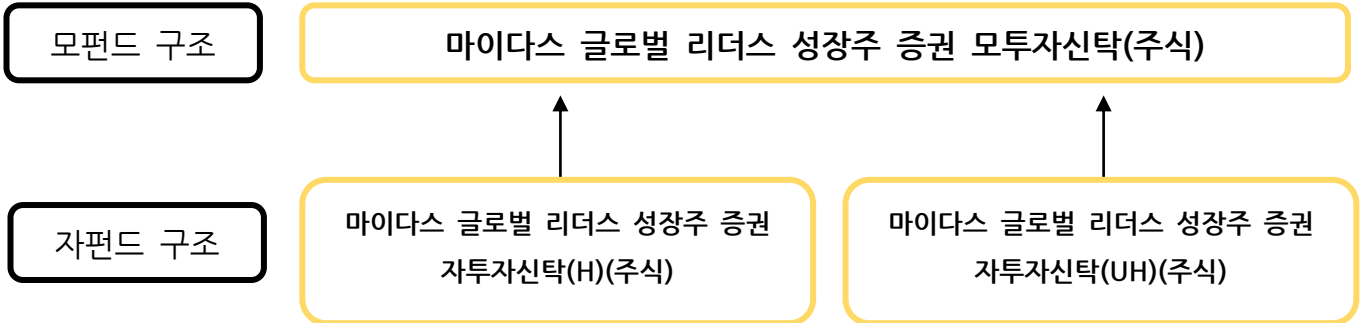 모펀드 구조
마이다스 글로벌 리더스 성장주 증권 모투자신탁(주식)
자펀드 구조
마이다스 글로벌 리더스 성장주 증권
자투자신탁(H)(주식)
마이다스 글로벌 리더스 성장주 증권
자투자신탁(UH)(주식)